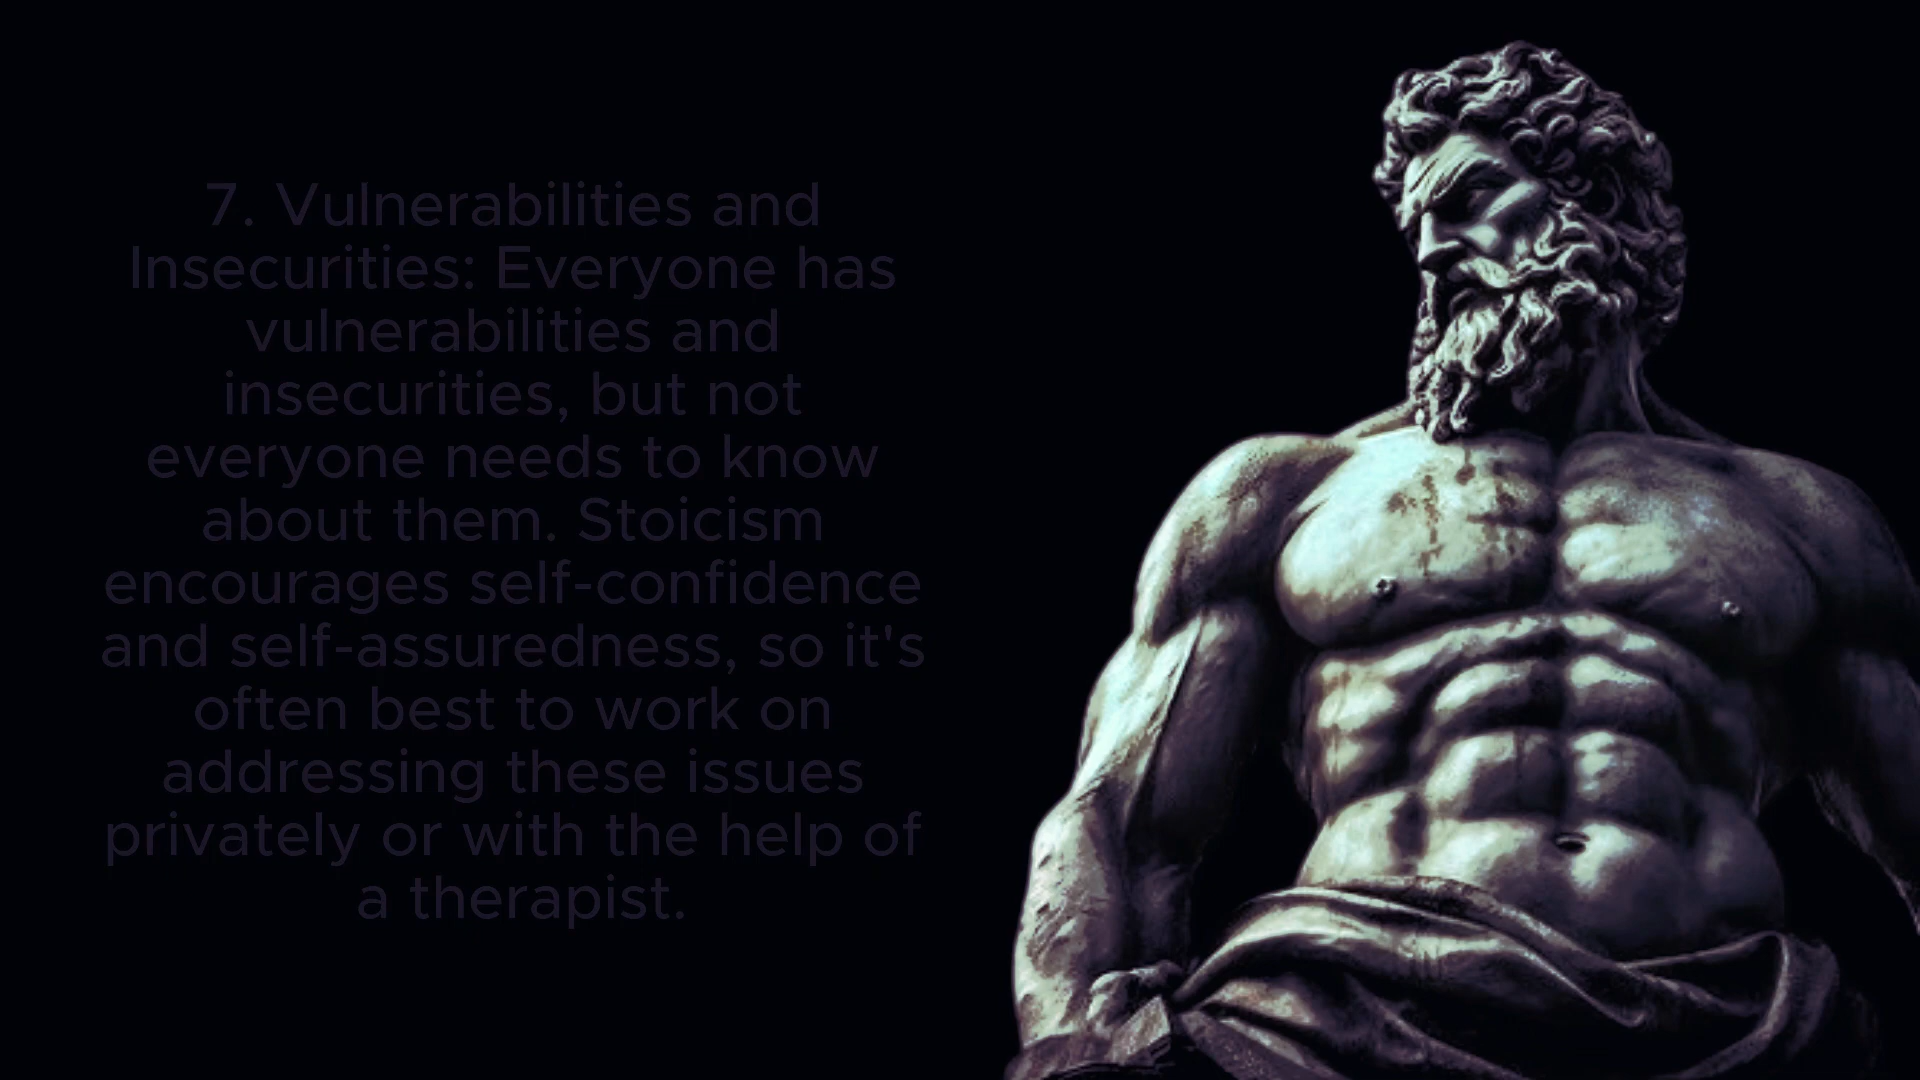 7. Vulnerabilities and
Insecurities: Everyone has
vulnerabilities and
insecurities, but not
everyone needs to know
about them. Stoicism
encourages self-confidence
and self-assuredness, so it's
often best to work on
addressing these issues
privately or with the help of
a therapist.